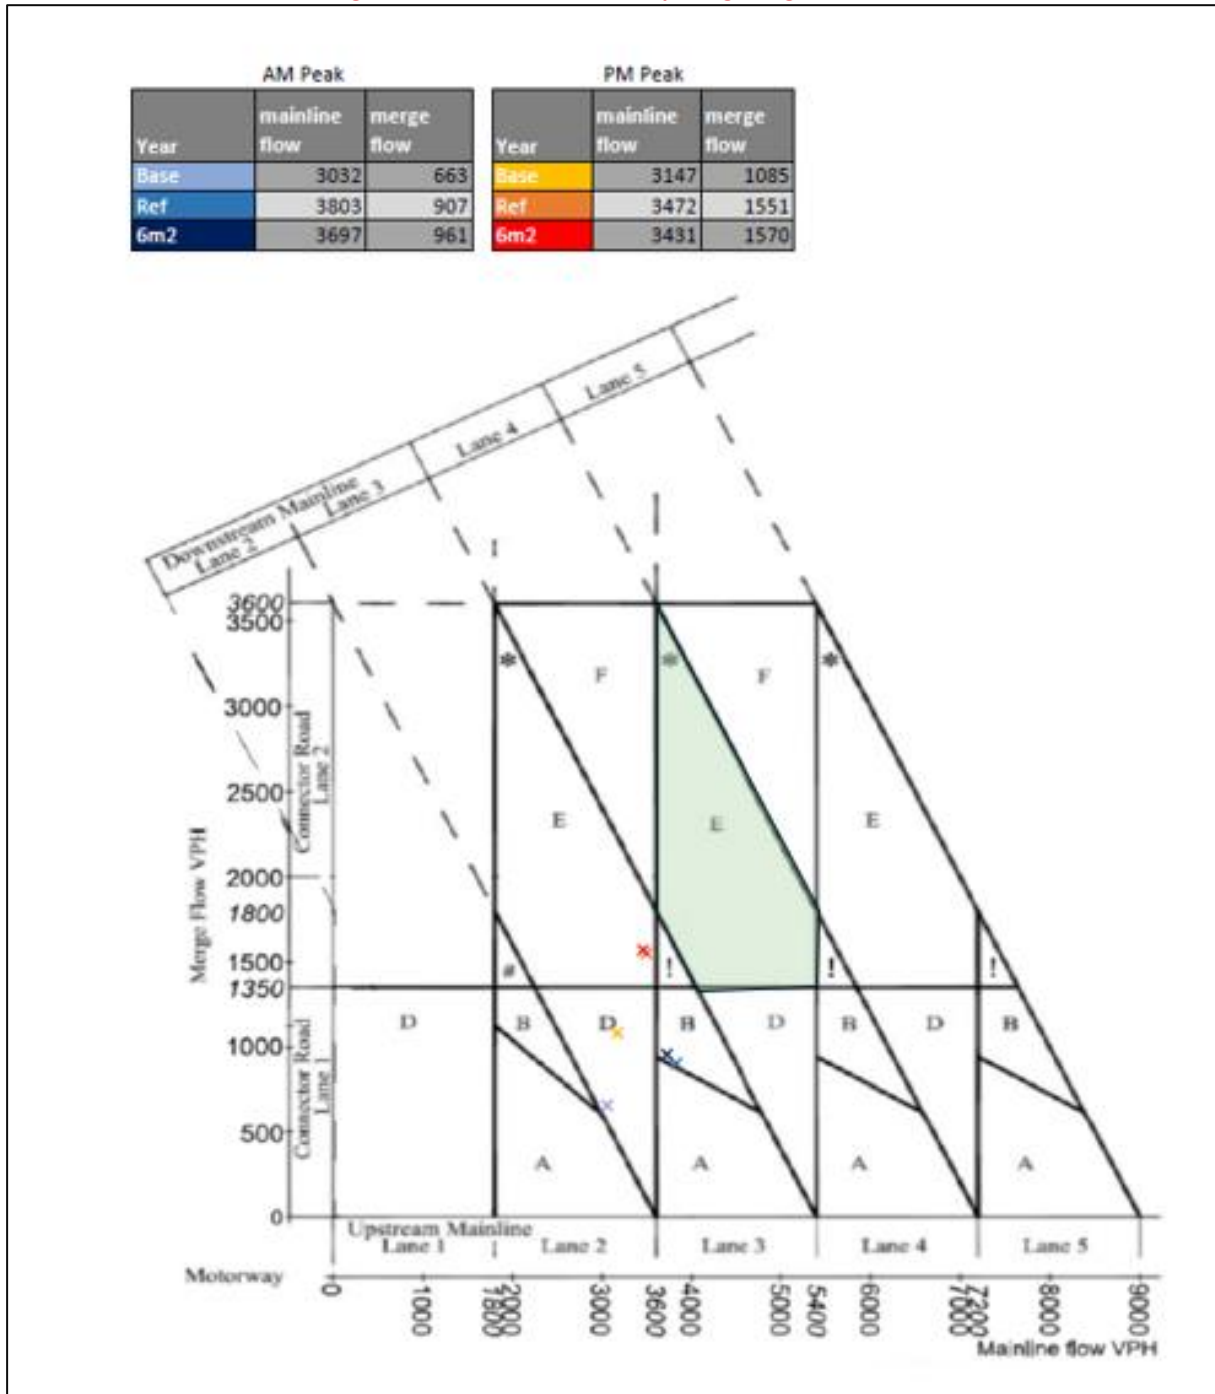 AM Peak
PM Peak
Year mainline flow merge flow
Base 3032 663
Ref 3803 907
6m2 3697 961
Year mainline flow merge flow
Base 3147 1085
Ref 3472 1551
6m2 3431 1570
Downstream Mainline
Lane 2 Lane 3 Lane 4 Lane 5
3600
3500
* * *
F F
3000
Connector Road
Lane 2
2500
E E E
2000
Merge Flow VPH
1800
1500
# ! ! !
1350
D B D B D B D B
1000
Connector Road
Lane 1
500
A A A A
0
Upstream Mainline
Lane 1 Lane 2 Lane 3 Lane 4 Lane 5
Motorway
0 1000 1800 2000 3000 3600 4000 5000 5400 6000 7000 7200 8000 9000
Mainline flow VPH